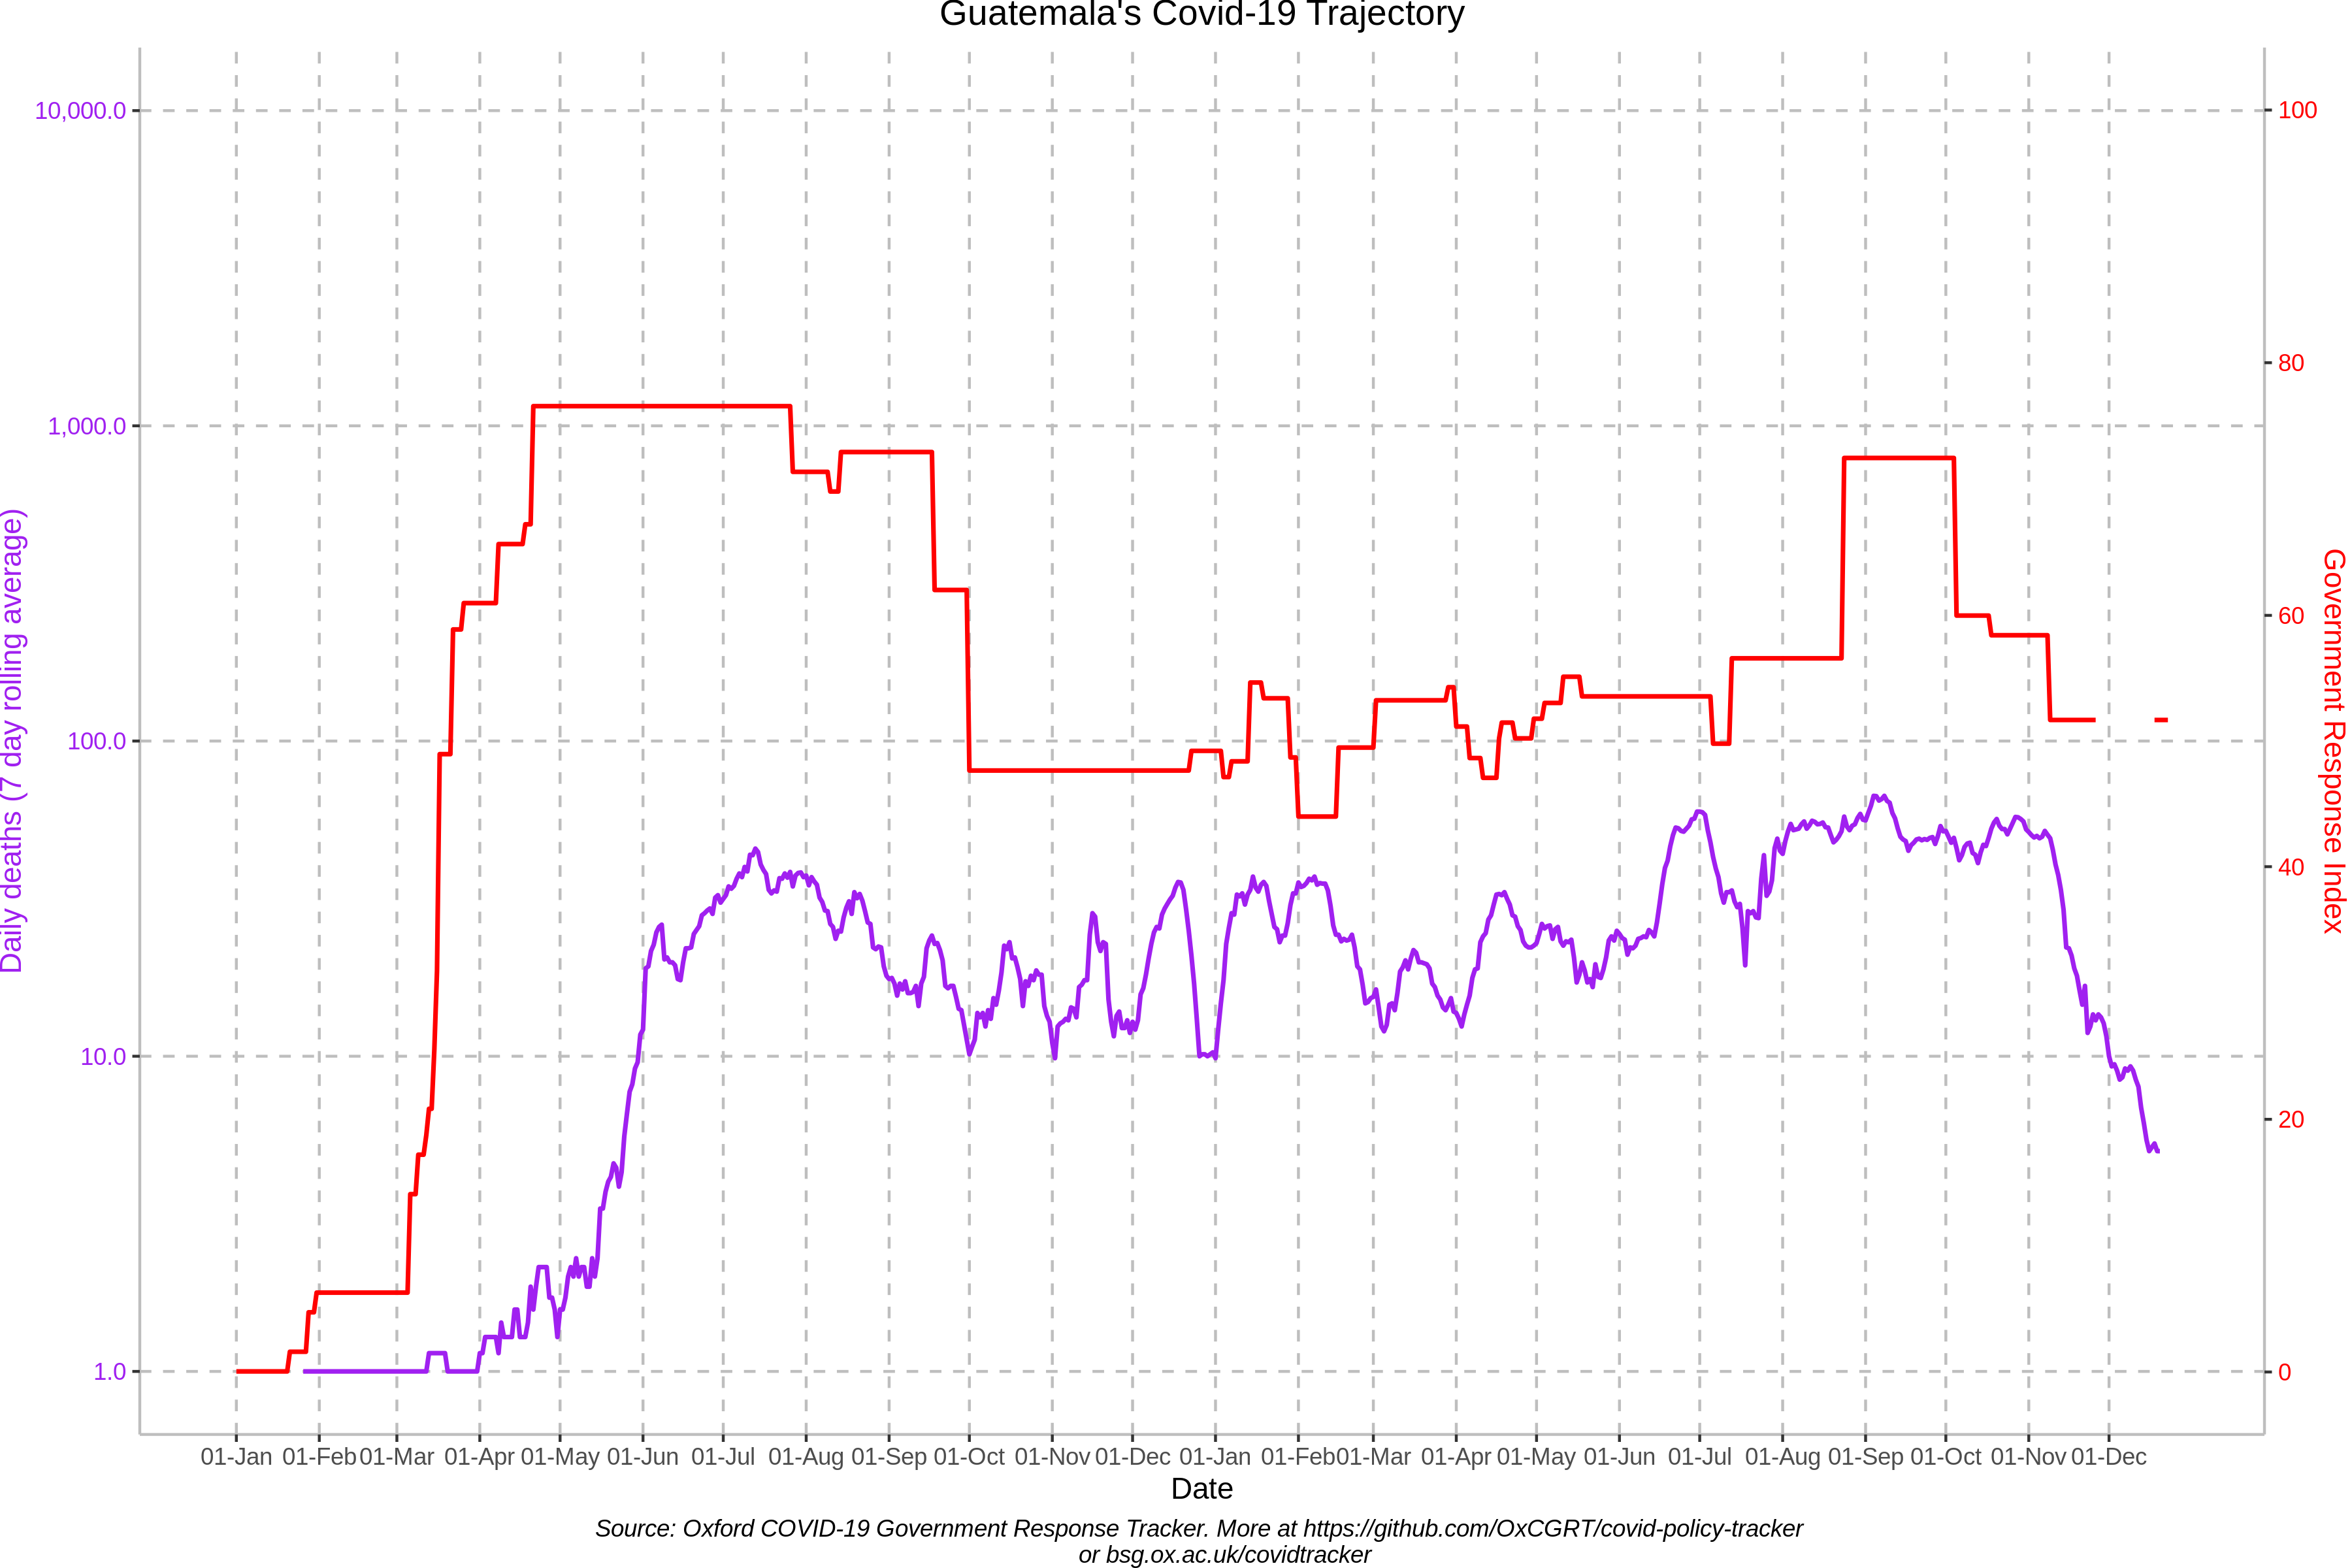 Guatemala's Covid-19 Trajectory
10,000.0
1,000.0
100.0
10.0
1.0
Daily deaths (7 day rolling average)
100
80
60
40
20
0
Government Response Index
01-Jan 01-Feb 01-Mar 01-Apr 01-May 01-Jun 01-Jul 01-Aug 01-Sep 01-Oct 01-Nov 01-Dec 01-Jan 01-Feb 01-Mar 01-Apr 01-May 01-Jun 01-Jul 01-Aug 01-Sep 01-Oct 01-Nov 01-Dec
Date
Source: Oxford COVID-19 Government Response Tracker. More at https://github.com/OxCGRT/covid-policy-tracker
or bsg.ox.ac.uk/covidtracker